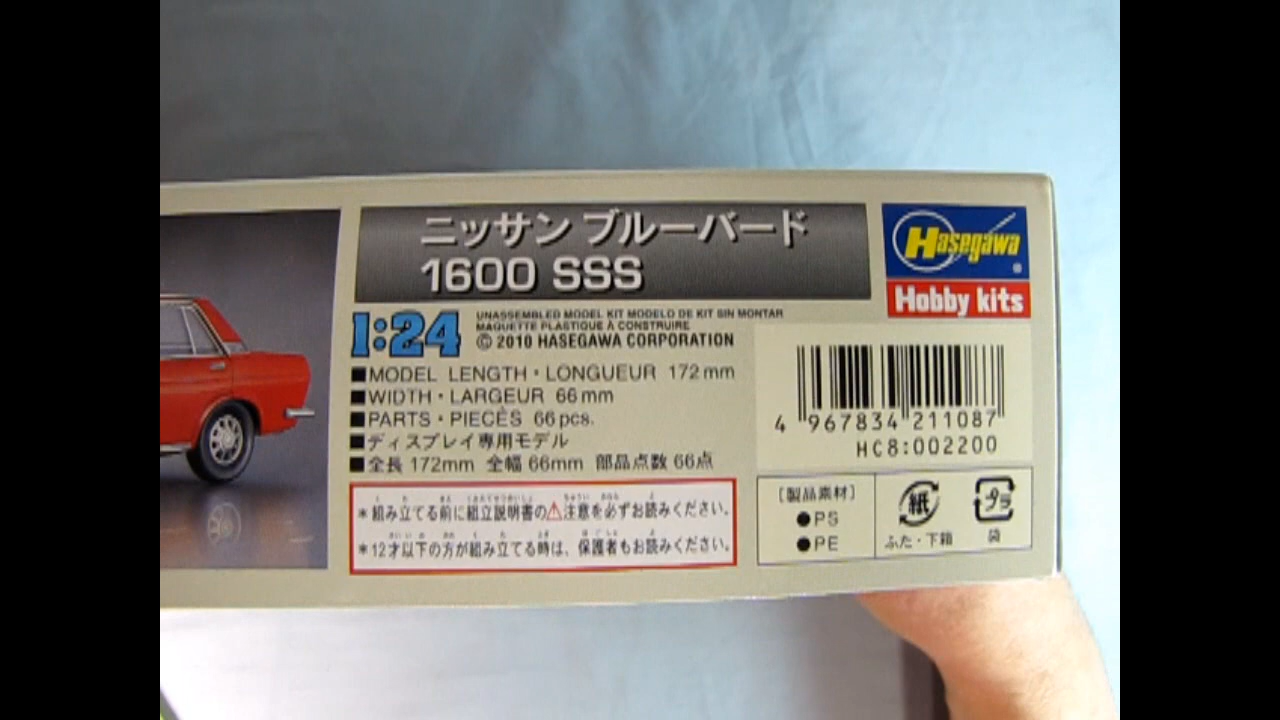 ニッサン ブルーバード
1600 SSS
Hasegawa
Hobby kits
1:24
UNASSEMBLED MODEL KIT MODELO DE KIT SIN MONTAR
MAQUETTE PLASTIQUE À CONSTRUIRE
© 2010 HASEGAWA CORPORATION
■MODEL LENGTH・LONGUEUR 172mm
■WIDTH・LARGEUR 66mm
■PARTS・PIECÈS 66pcs.
■ディスプレイ専用モデル
■全長 172mm 全幅 66mm 部品点数 66点
*組み立てる前に組立説明書の⚠注意を必ずお読みください。
*12才以下の方が組み立てる時は、保護者もお読みください。
4 967834 211087
HC8:002200
[製品素材]
●PS
●PE
紙
ふた・下箱
プラ
袋